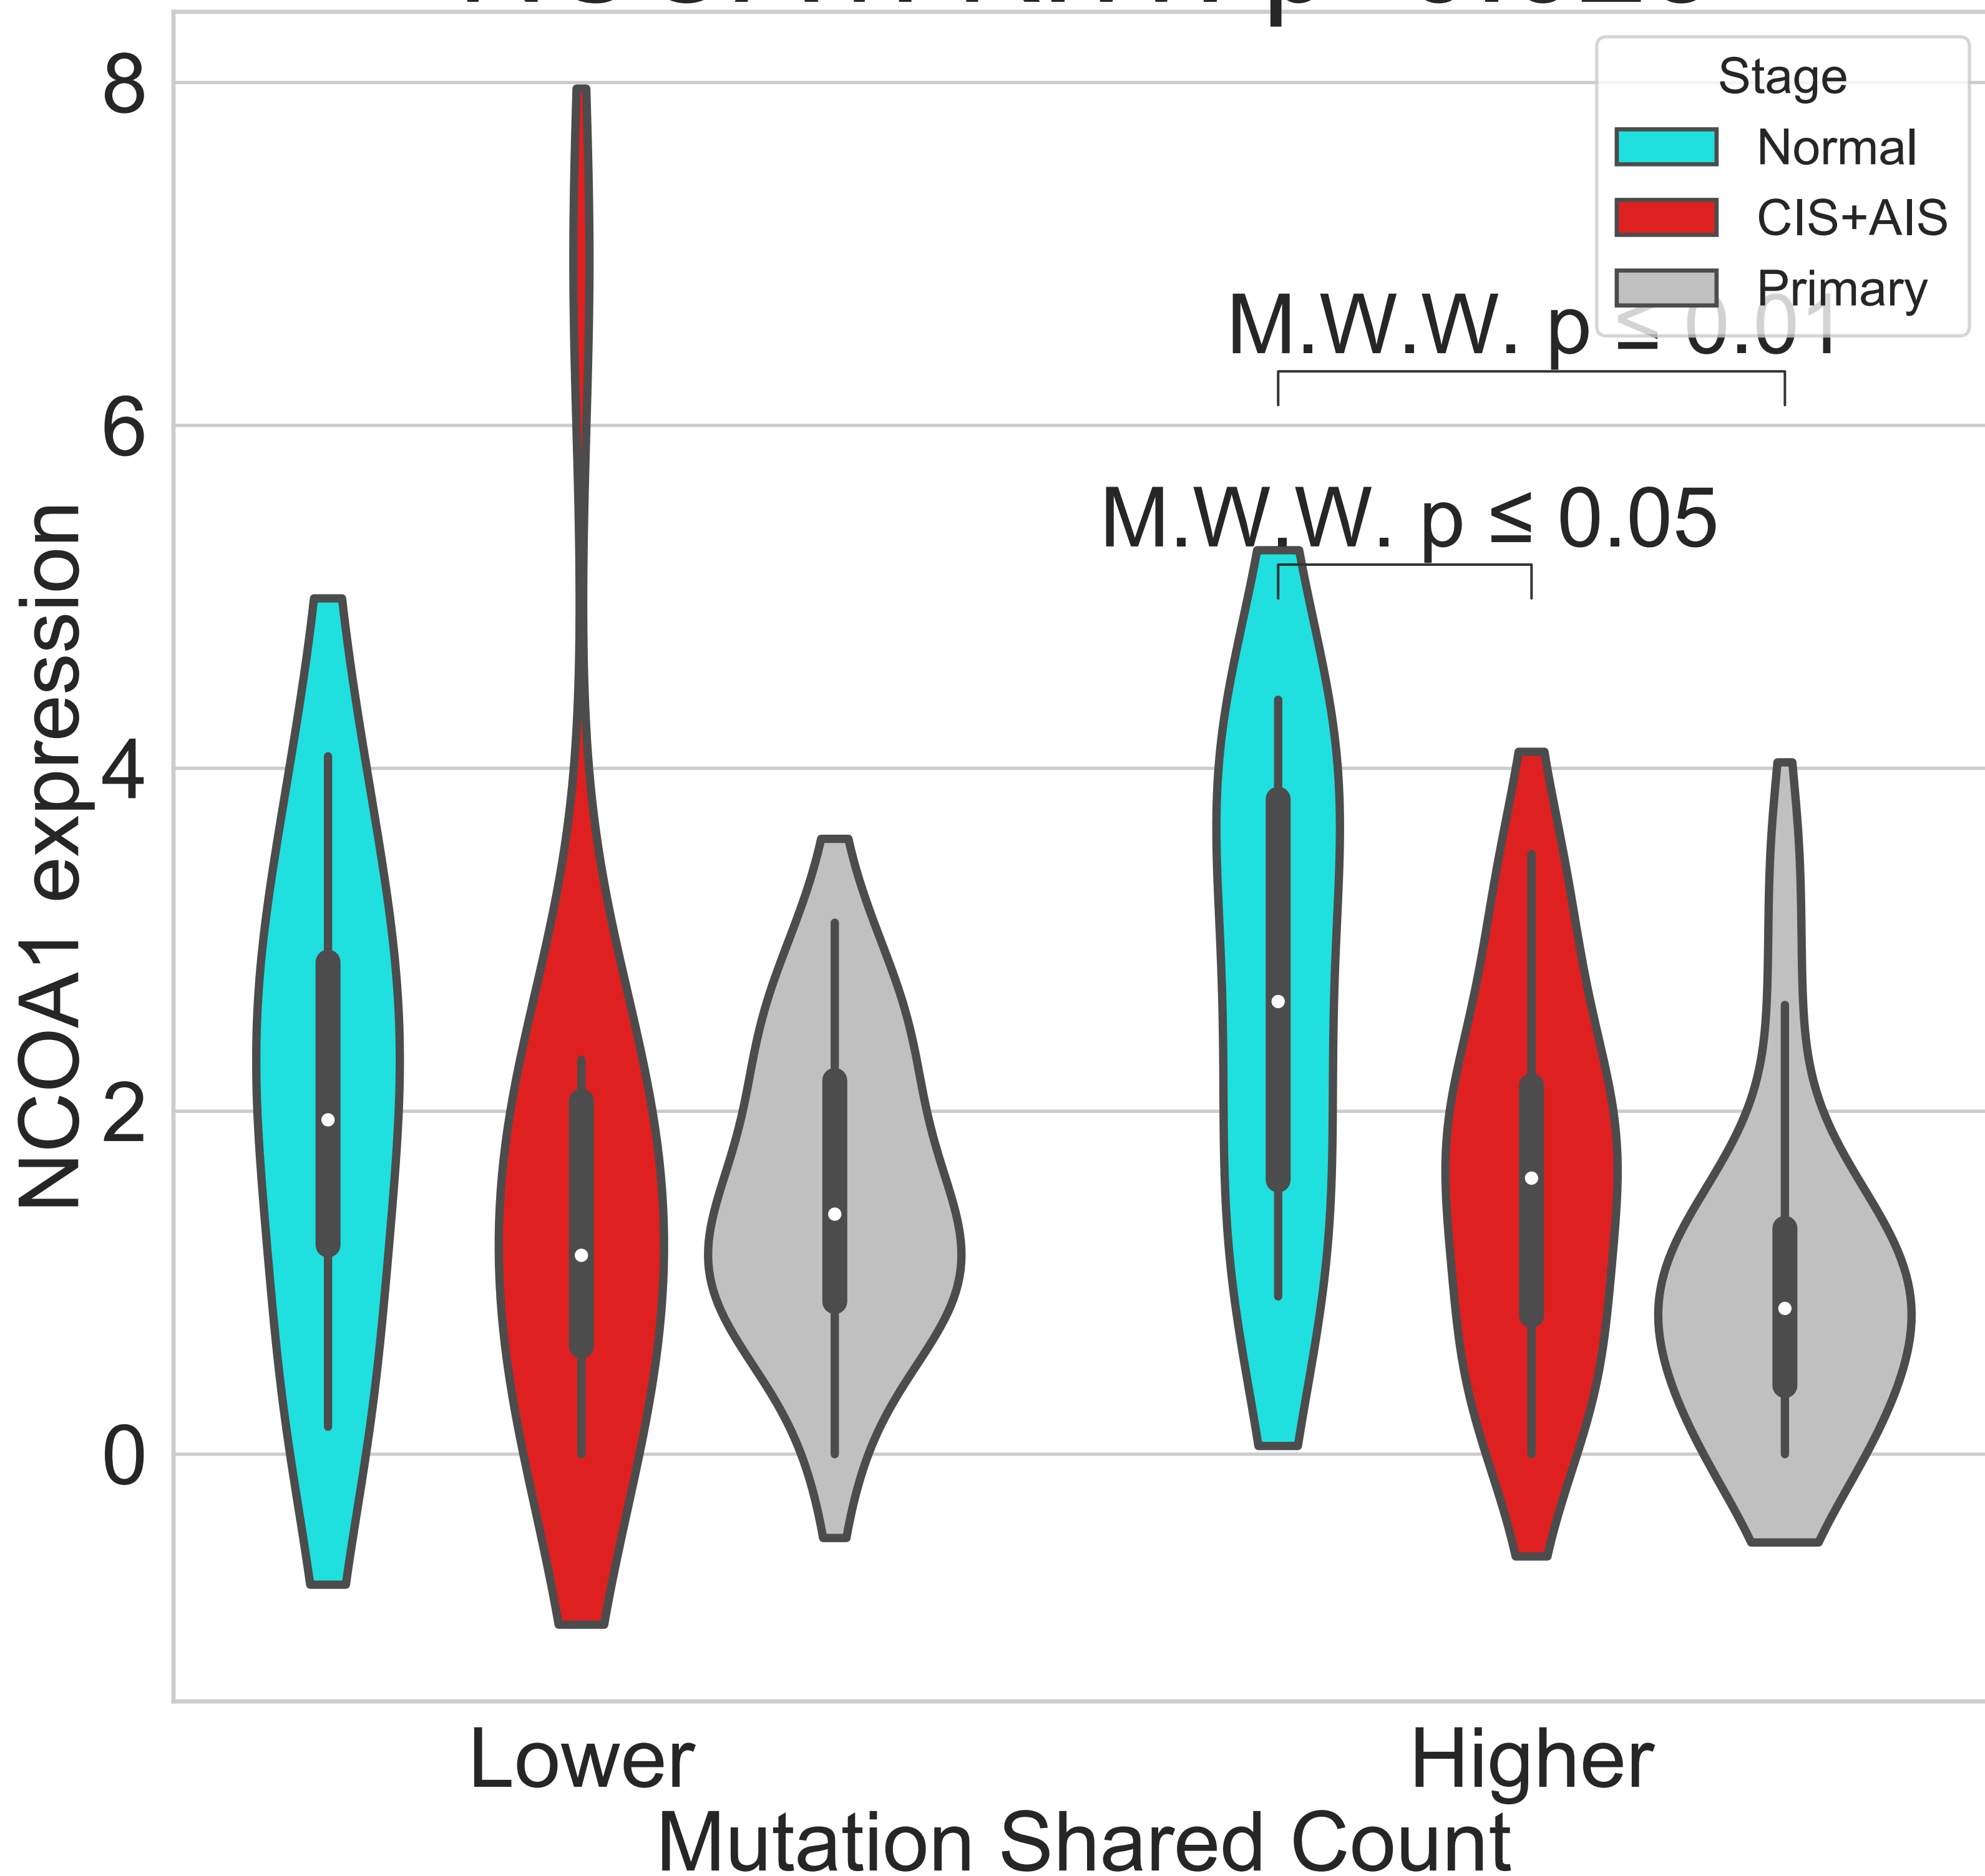 8
6
4
2
0
NCOA1 expression
Stage
Normal
CIS+AIS
Primary
M.W.W. p ≤ 0.01
M.W.W. p ≤ 0.05
Lower
Higher
Mutation Shared Count